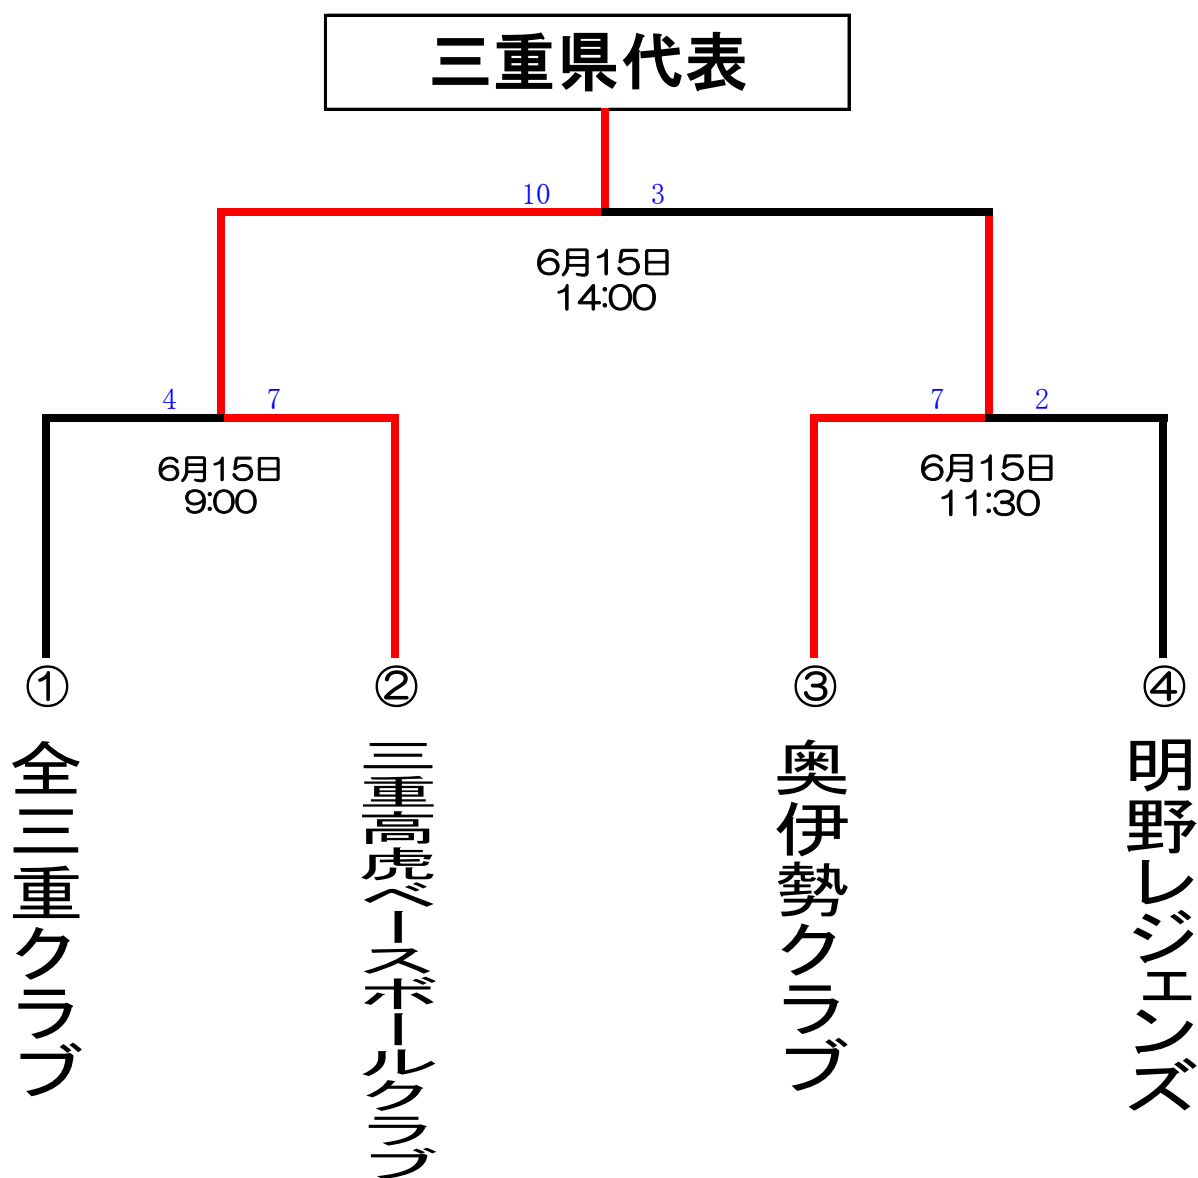 三重県代表
10 3
6月15日
14:00
4 7
7 2
6月15日
9:00
6月15日
11:30
① ② ③ ④
全三重クラブ
三重高虎ベースボールクラブ
奥伊勢クラブ
明野レジェンズ